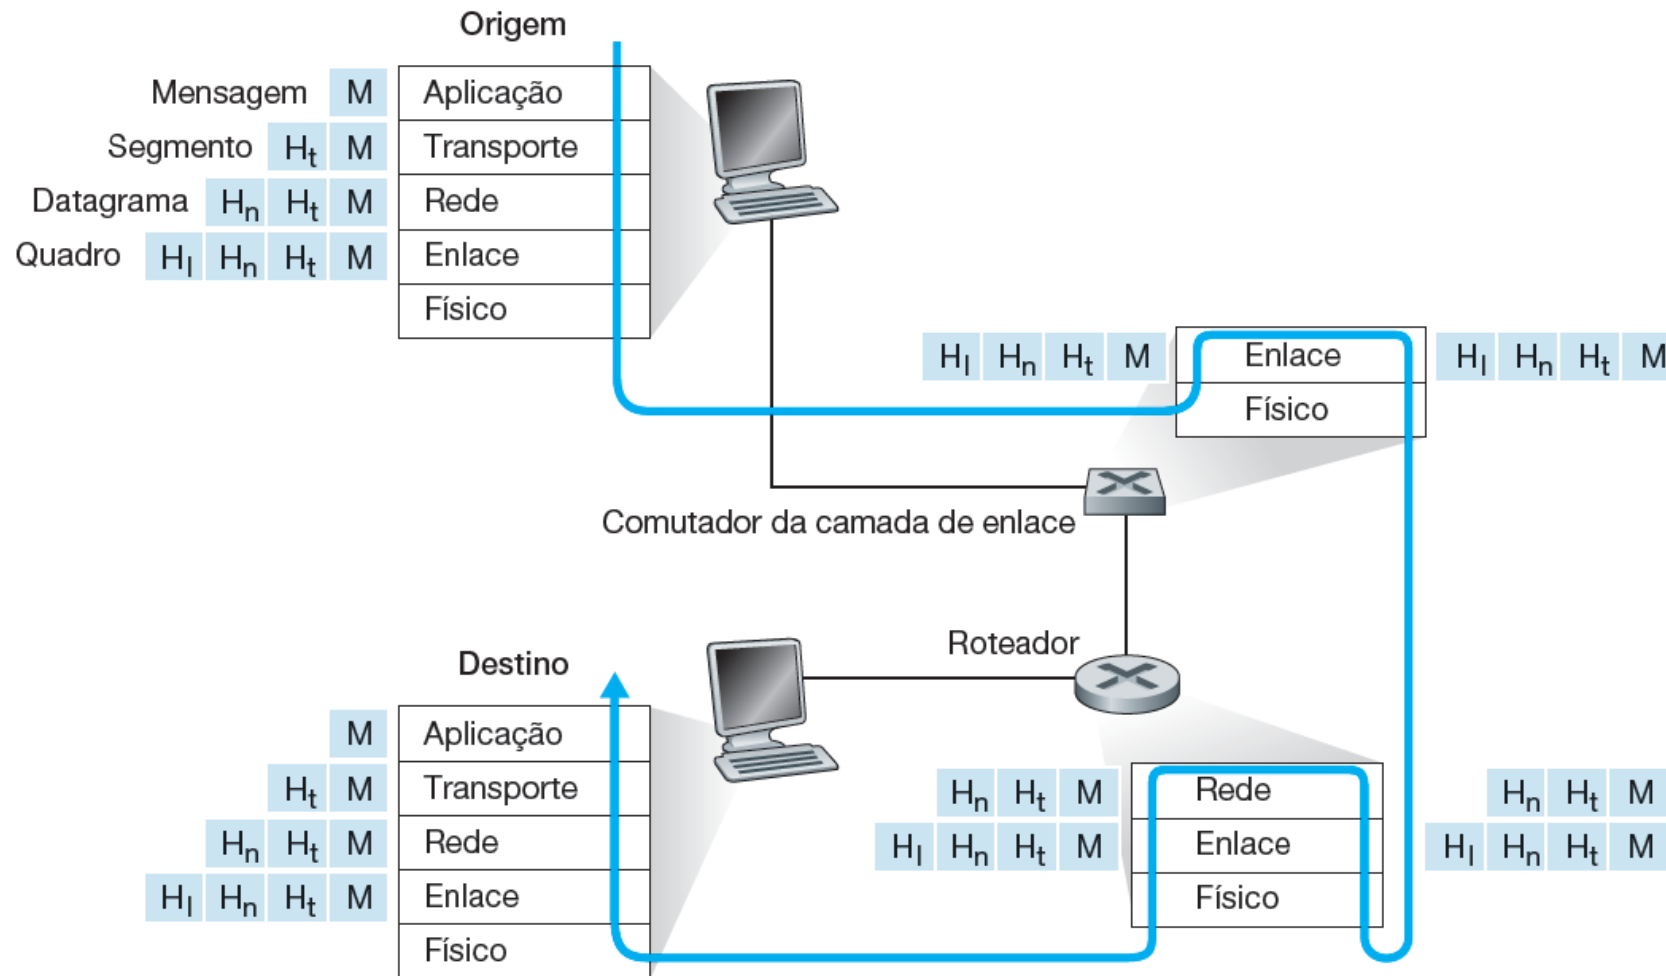 Origem
Mensagem M Aplicação
Segmento Ht M Transporte
Datagrama Hn Ht M Rede
Quadro Hl Hn Ht M Enlace
Físico
Hl Hn Ht M Enlace Hl Hn Ht M
Físico
Comutador da camada de enlace
Roteador
Destino
M Aplicação
Ht M Transporte
Hn Ht M Rede
Hl Hn Ht M Enlace
Físico
Hn Ht M Rede Hn Ht M
Hl Hn Ht M Enlace Hl Hn Ht M
Físico